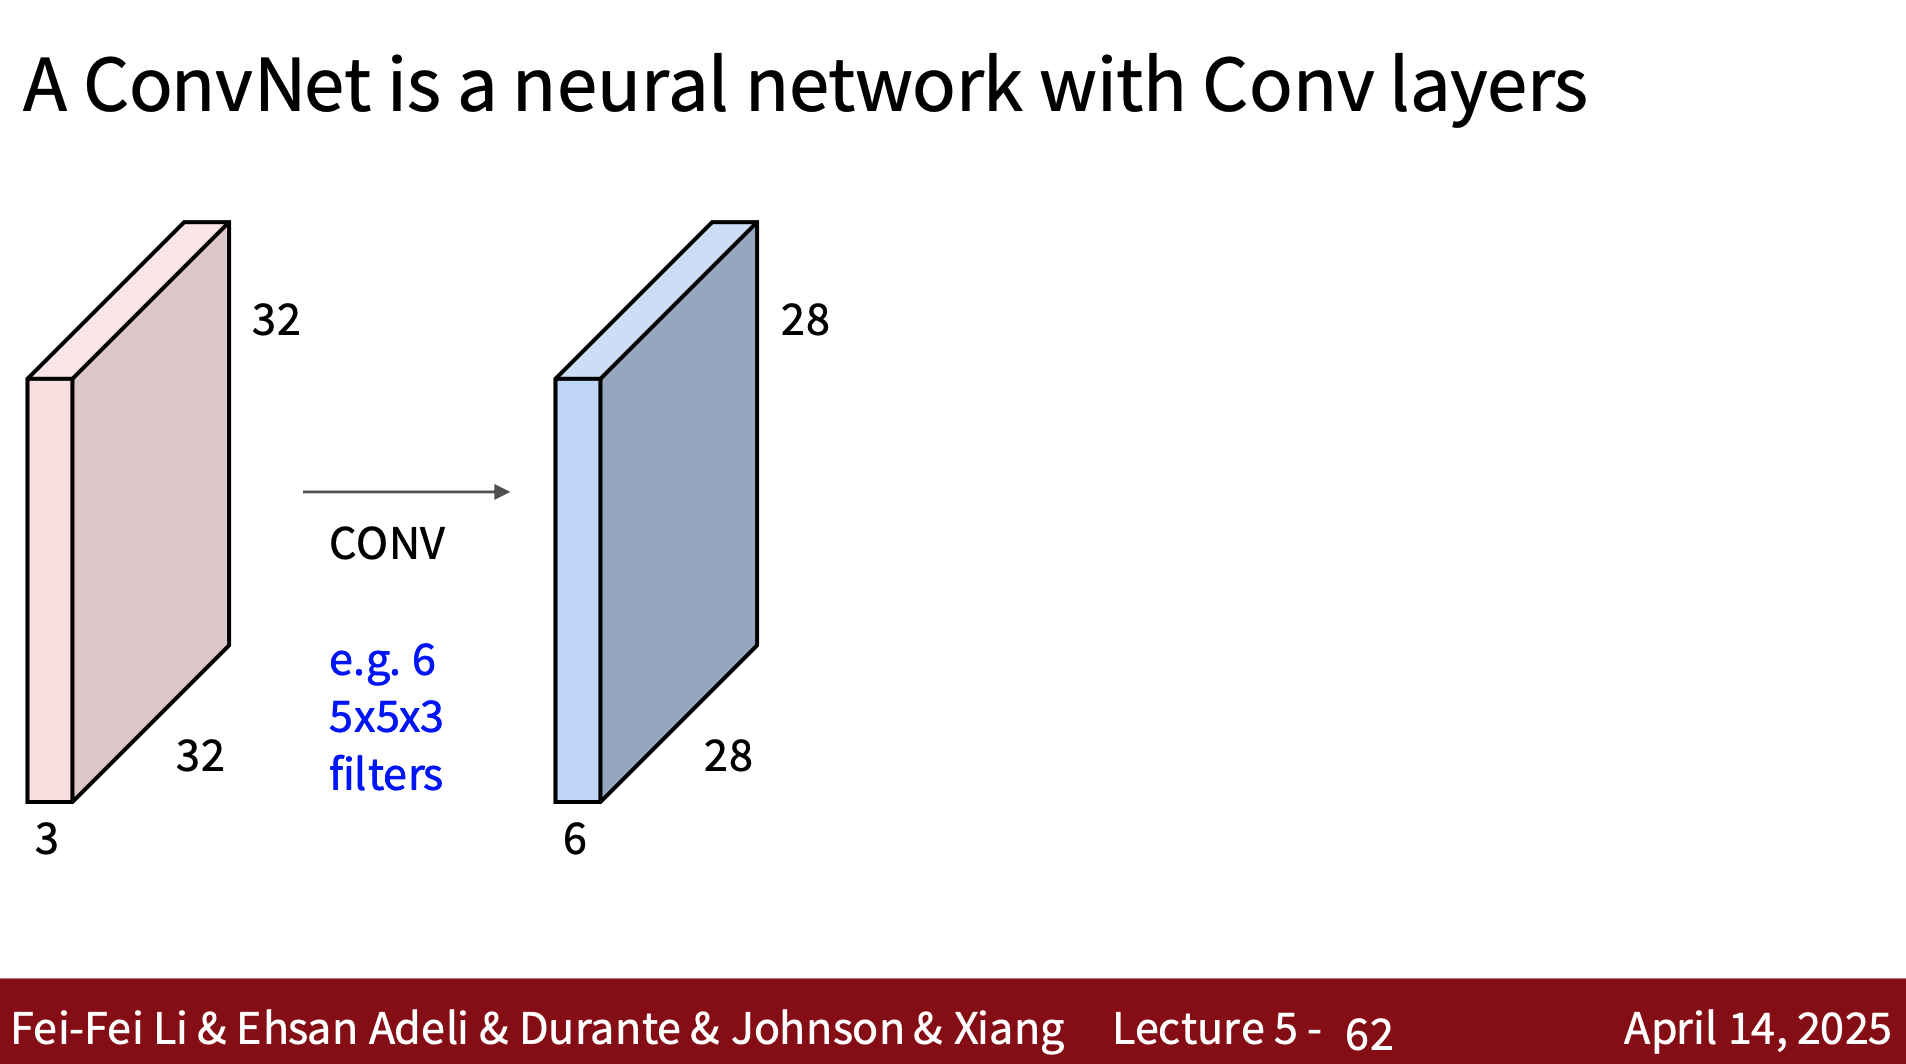 A ConvNet is a neural network with Conv layers
32
32
3
CONV
e.g. 6
5x5x3
filters
28
28
6
Fei-Fei Li & Ehsan Adeli & Durante & Johnson & Xiang Lecture 5 - 62 April 14, 2025